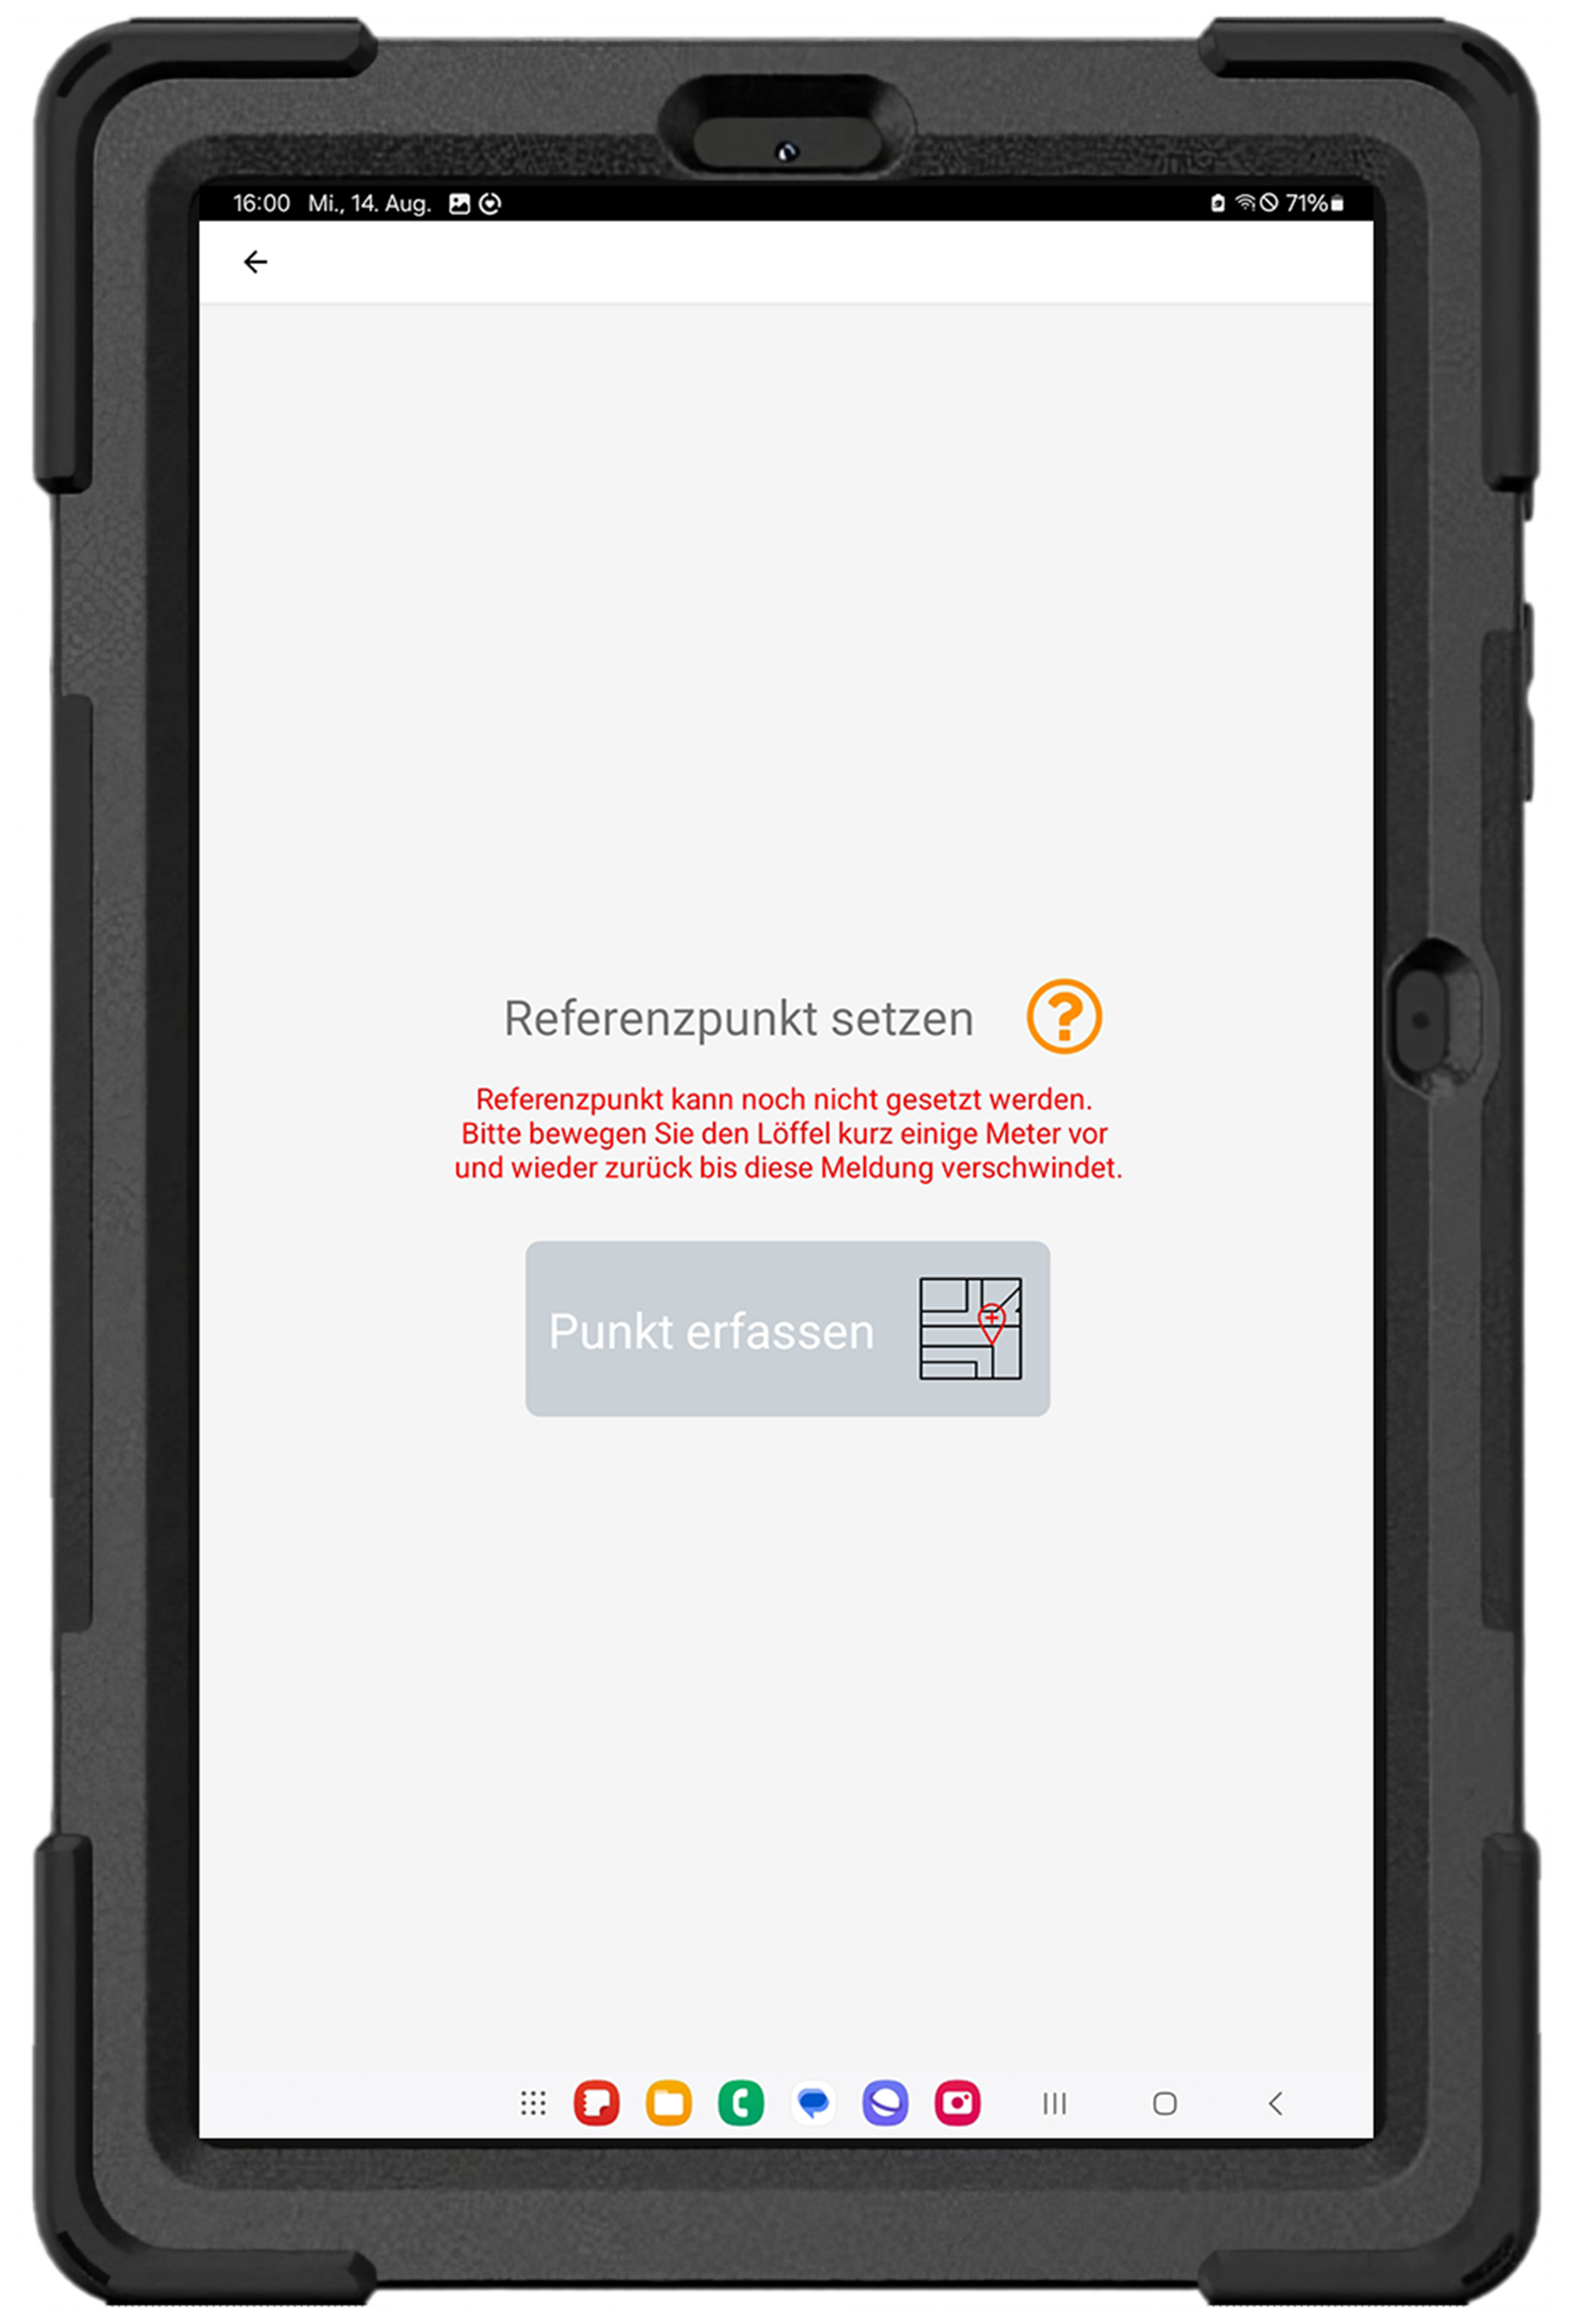 16:00 Mi., 14. Aug. 71%
Referenzpunkt setzen ?
Referenzpunkt kann noch nicht gesetzt werden.
Bitte bewegen Sie den Löffel kurz einige Meter vor
und wieder zurück bis diese Meldung verschwindet.
Punkt erfassen